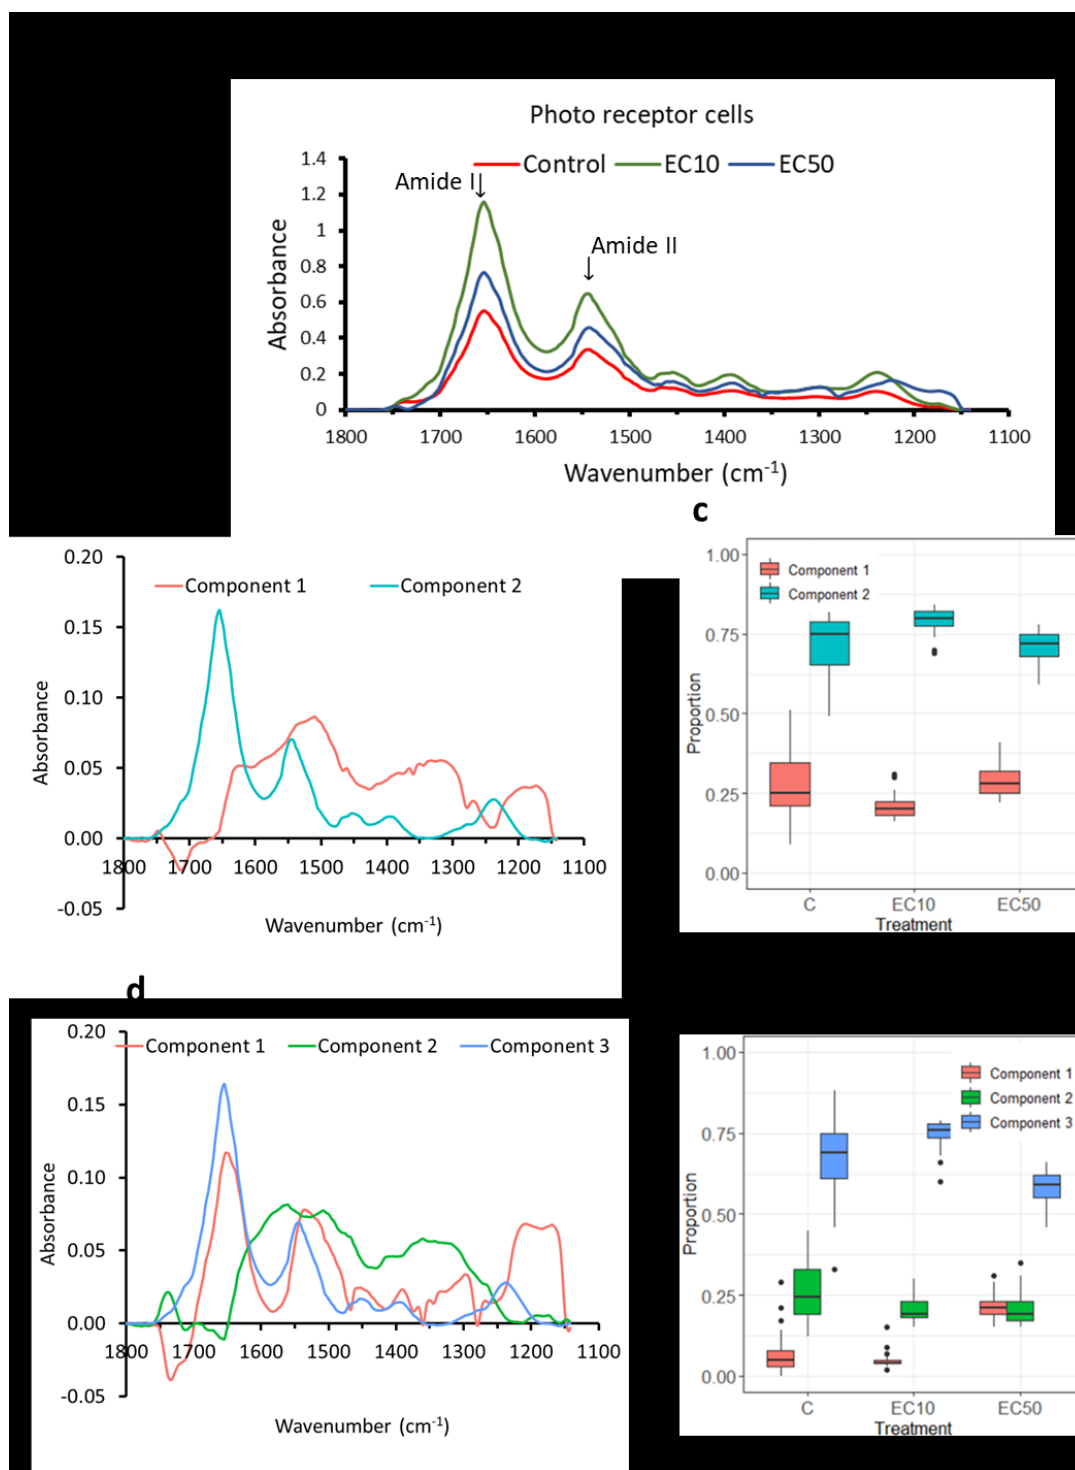 Photo receptor cells
Control EC10 EC50
Amide I
Amide II
1.4
1.2
1
0.8
0.6
0.4
0.2
0
Absorbance
1800 1700 1600 1500 1400 1300 1200 1100
Wavenumber (cm-1)
c
0.20
0.15
0.10
0.05
0.00
-0.05
Absorbance
Component 1 Component 2
1800 1700 1600 1500 1400 1300 1200 1100
Wavenumber (cm-1)
1.00
0.75
0.50
0.25
0.00
Proportion
Component 1
Component 2
C EC10 EC50
Treatment
d
0.20
0.15
0.10
0.05
0.00
-0.05
Absorbance
Component 1 Component 2 Component 3
1800 1700 1600 1500 1400 1300 1200 1100
Wavenumber (cm-1)
1.00
0.75
0.50
0.25
0.00
Proportion
Component 1
Component 2
Component 3
C EC10 EC50
Treatment